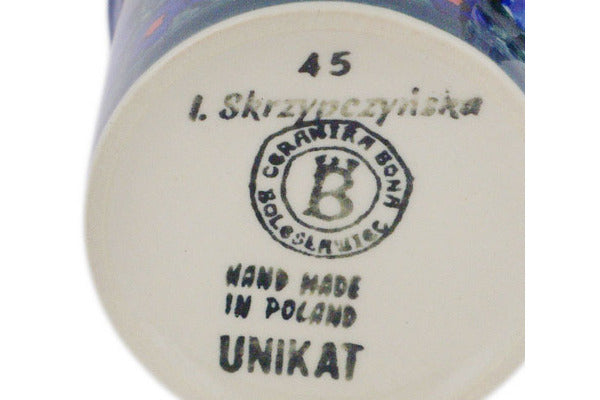 45
I. Skrzypczyńska
CERAMIKA BONA
B
BOLESŁAWIEC
HAND MADE
IN POLAND
UNIKAT